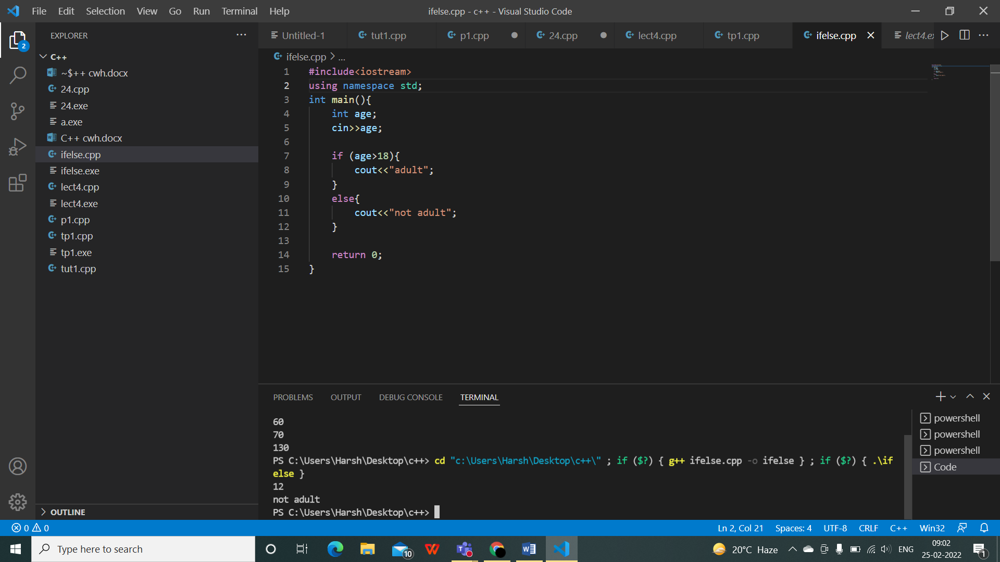 File Edit Selection View Go Run Terminal Help
ifelse.cpp - c++ - Visual Studio Code
EXPLORER
2
C++
~$++ cwh.docx
24.cpp
24.exe
a.exe
C++ cwh.docx
ifelse.cpp
ifelse.exe
lect4.cpp
lect4.exe
p1.cpp
tp1.cpp
tp1.exe
tut1.cpp
OUTLINE
Untitled-1 tut1.cpp p1.cpp 24.cpp lect4.cpp tp1.cpp ifelse.cpp lect4.ex
ifelse.cpp > ...
1 #include<iostream>
2 using namespace std;
3 int main(){
4 int age;
5 cin>>age;
6
7 if (age>18){
8 cout<<"adult";
9 }
10 else{
11 cout<<"not adult";
12 }
13
14 return 0;
15 }
PROBLEMS OUTPUT DEBUG CONSOLE TERMINAL
60
70
130
PS C:\Users\Harsh\Desktop\c++> cd "c:\Users\Harsh\Desktop\c++\" ; if ($?) { g++ ifelse.cpp -o ifelse } ; if ($?) { .\if
else }
12
not adult
PS C:\Users\Harsh\Desktop\c++>
powershell
powershell
powershell
Code
0 0
Ln 2, Col 21 Spaces: 4 UTF-8 CRLF C++ Win32
Type here to search
10
20°C Haze
ENG
09:02
25-02-2022
1